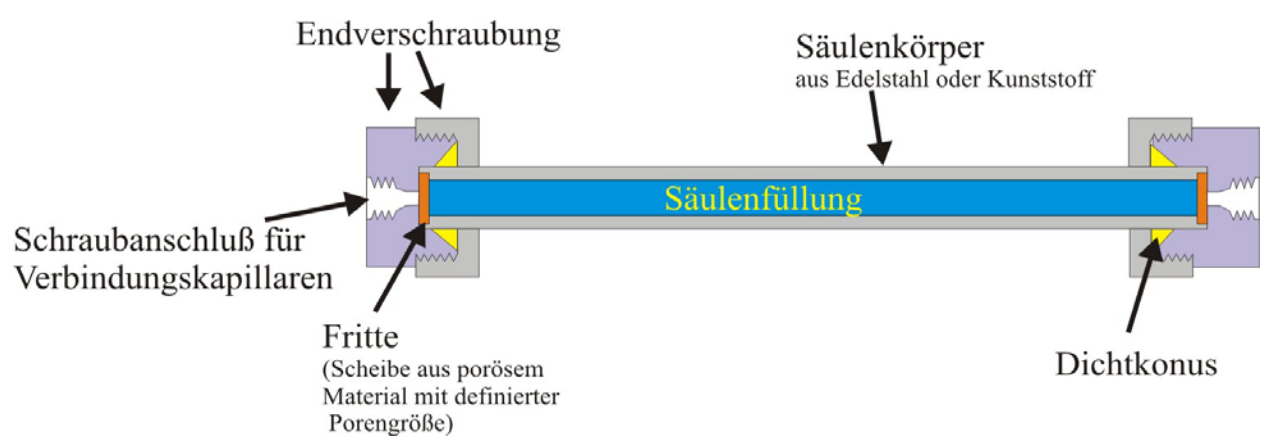 Endverschraubung
Säulenkörper
aus Edelstahl oder Kunststoff
Säulenfüllung
Schraubanschluß für
Verbindungskapillaren
Fritte
(Scheibe aus porösem
Material mit definierter
Porengröße)
Dichtkonus